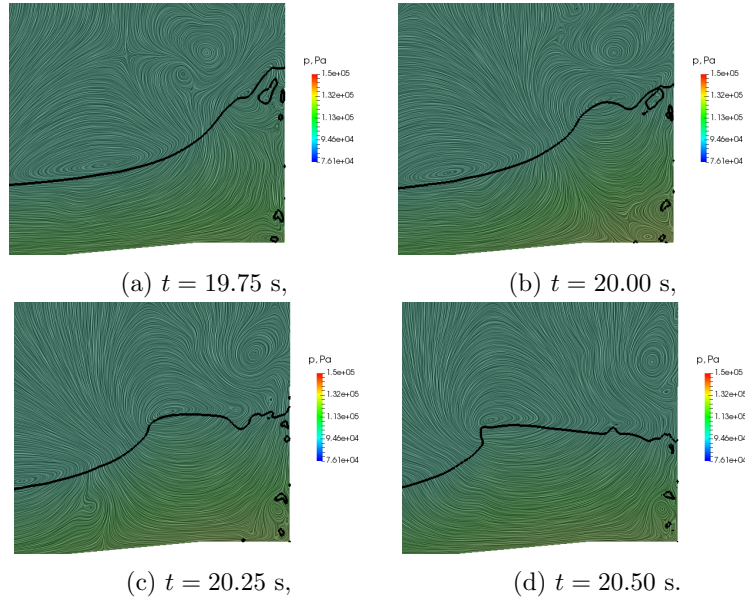 p, Pa
1.5e+05
1.32e+05
1.13e+05
9.46e+04
7.61e+04
p, Pa
1.5e+05
1.32e+05
1.13e+05
9.46e+04
7.61e+04
(a) t = 19.75 s,
(b) t = 20.00 s,
p, Pa
1.5e+05
1.32e+05
1.13e+05
9.46e+04
7.61e+04
p, Pa
1.5e+05
1.32e+05
1.13e+05
9.46e+04
7.61e+04
(c) t = 20.25 s,
(d) t = 20.50 s.